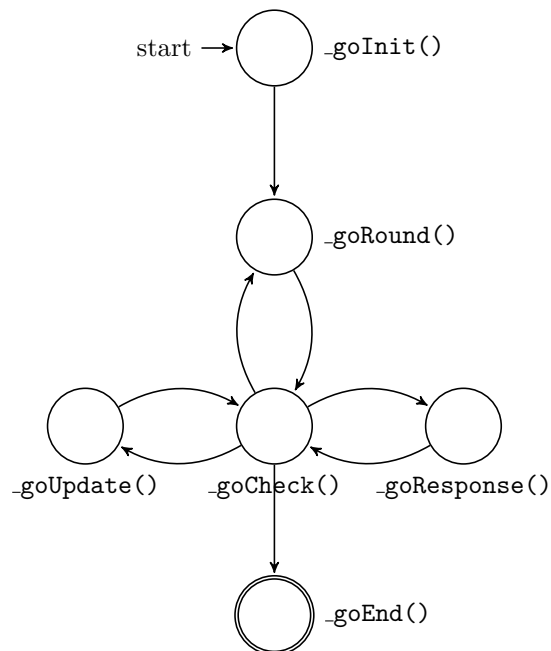 start
_goInit()
_goRound()
_goUpdate()
_goCheck()
_goResponse()
_goEnd()